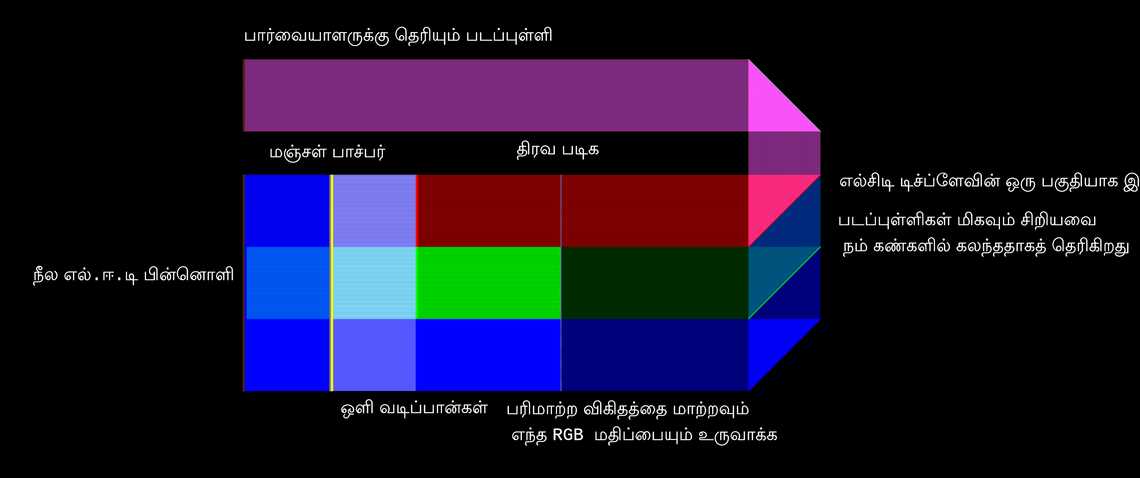 பார்வையாளருக்கு தெரியும் படப்புள்ளி
மஞ்சள் பாச்பர்
திரவ படிக
எல்சிடி டிச்ப்ளேவின் ஒரு பகுதியாக இ
படப்புள்ளிகள் மிகவும் சிறியவை
நம் கண்களில் கலந்ததாகத் தெரிகிறது
நீல எல்.ஈ.டி பின்னொளி
ஒளி வடிப்பான்கள்
பரிமாற்ற விகிதத்தை மாற்றவும்
எந்த RGB மதிப்பையும் உருவாக்க